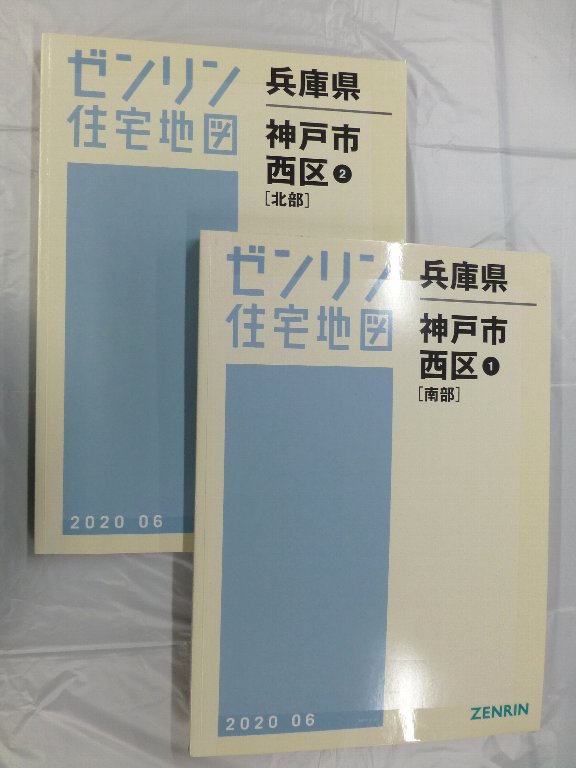 ゼンリン
住宅地図
兵庫県
神戸市
西区❷
[北部]
2020 06
ゼンリン
住宅地図
兵庫県
神戸市
西区❶
[南部]
2020 06
ZENRIN